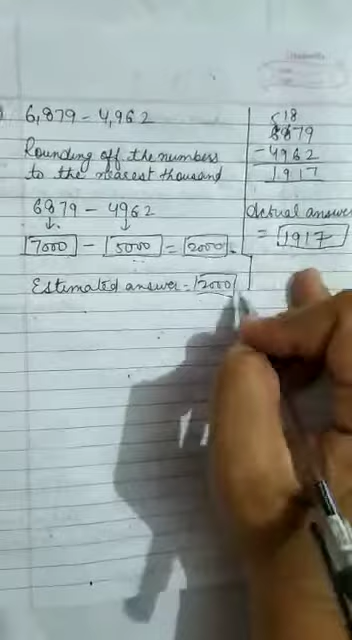 6,879 - 4,962
Rounding off the numbers
to the nearest thousand
6879 - 4962
7000 - 5000 = 2000.
Estimated answer = 2000
5 18
6879
- 4962
1917
Actual answer
= 1917